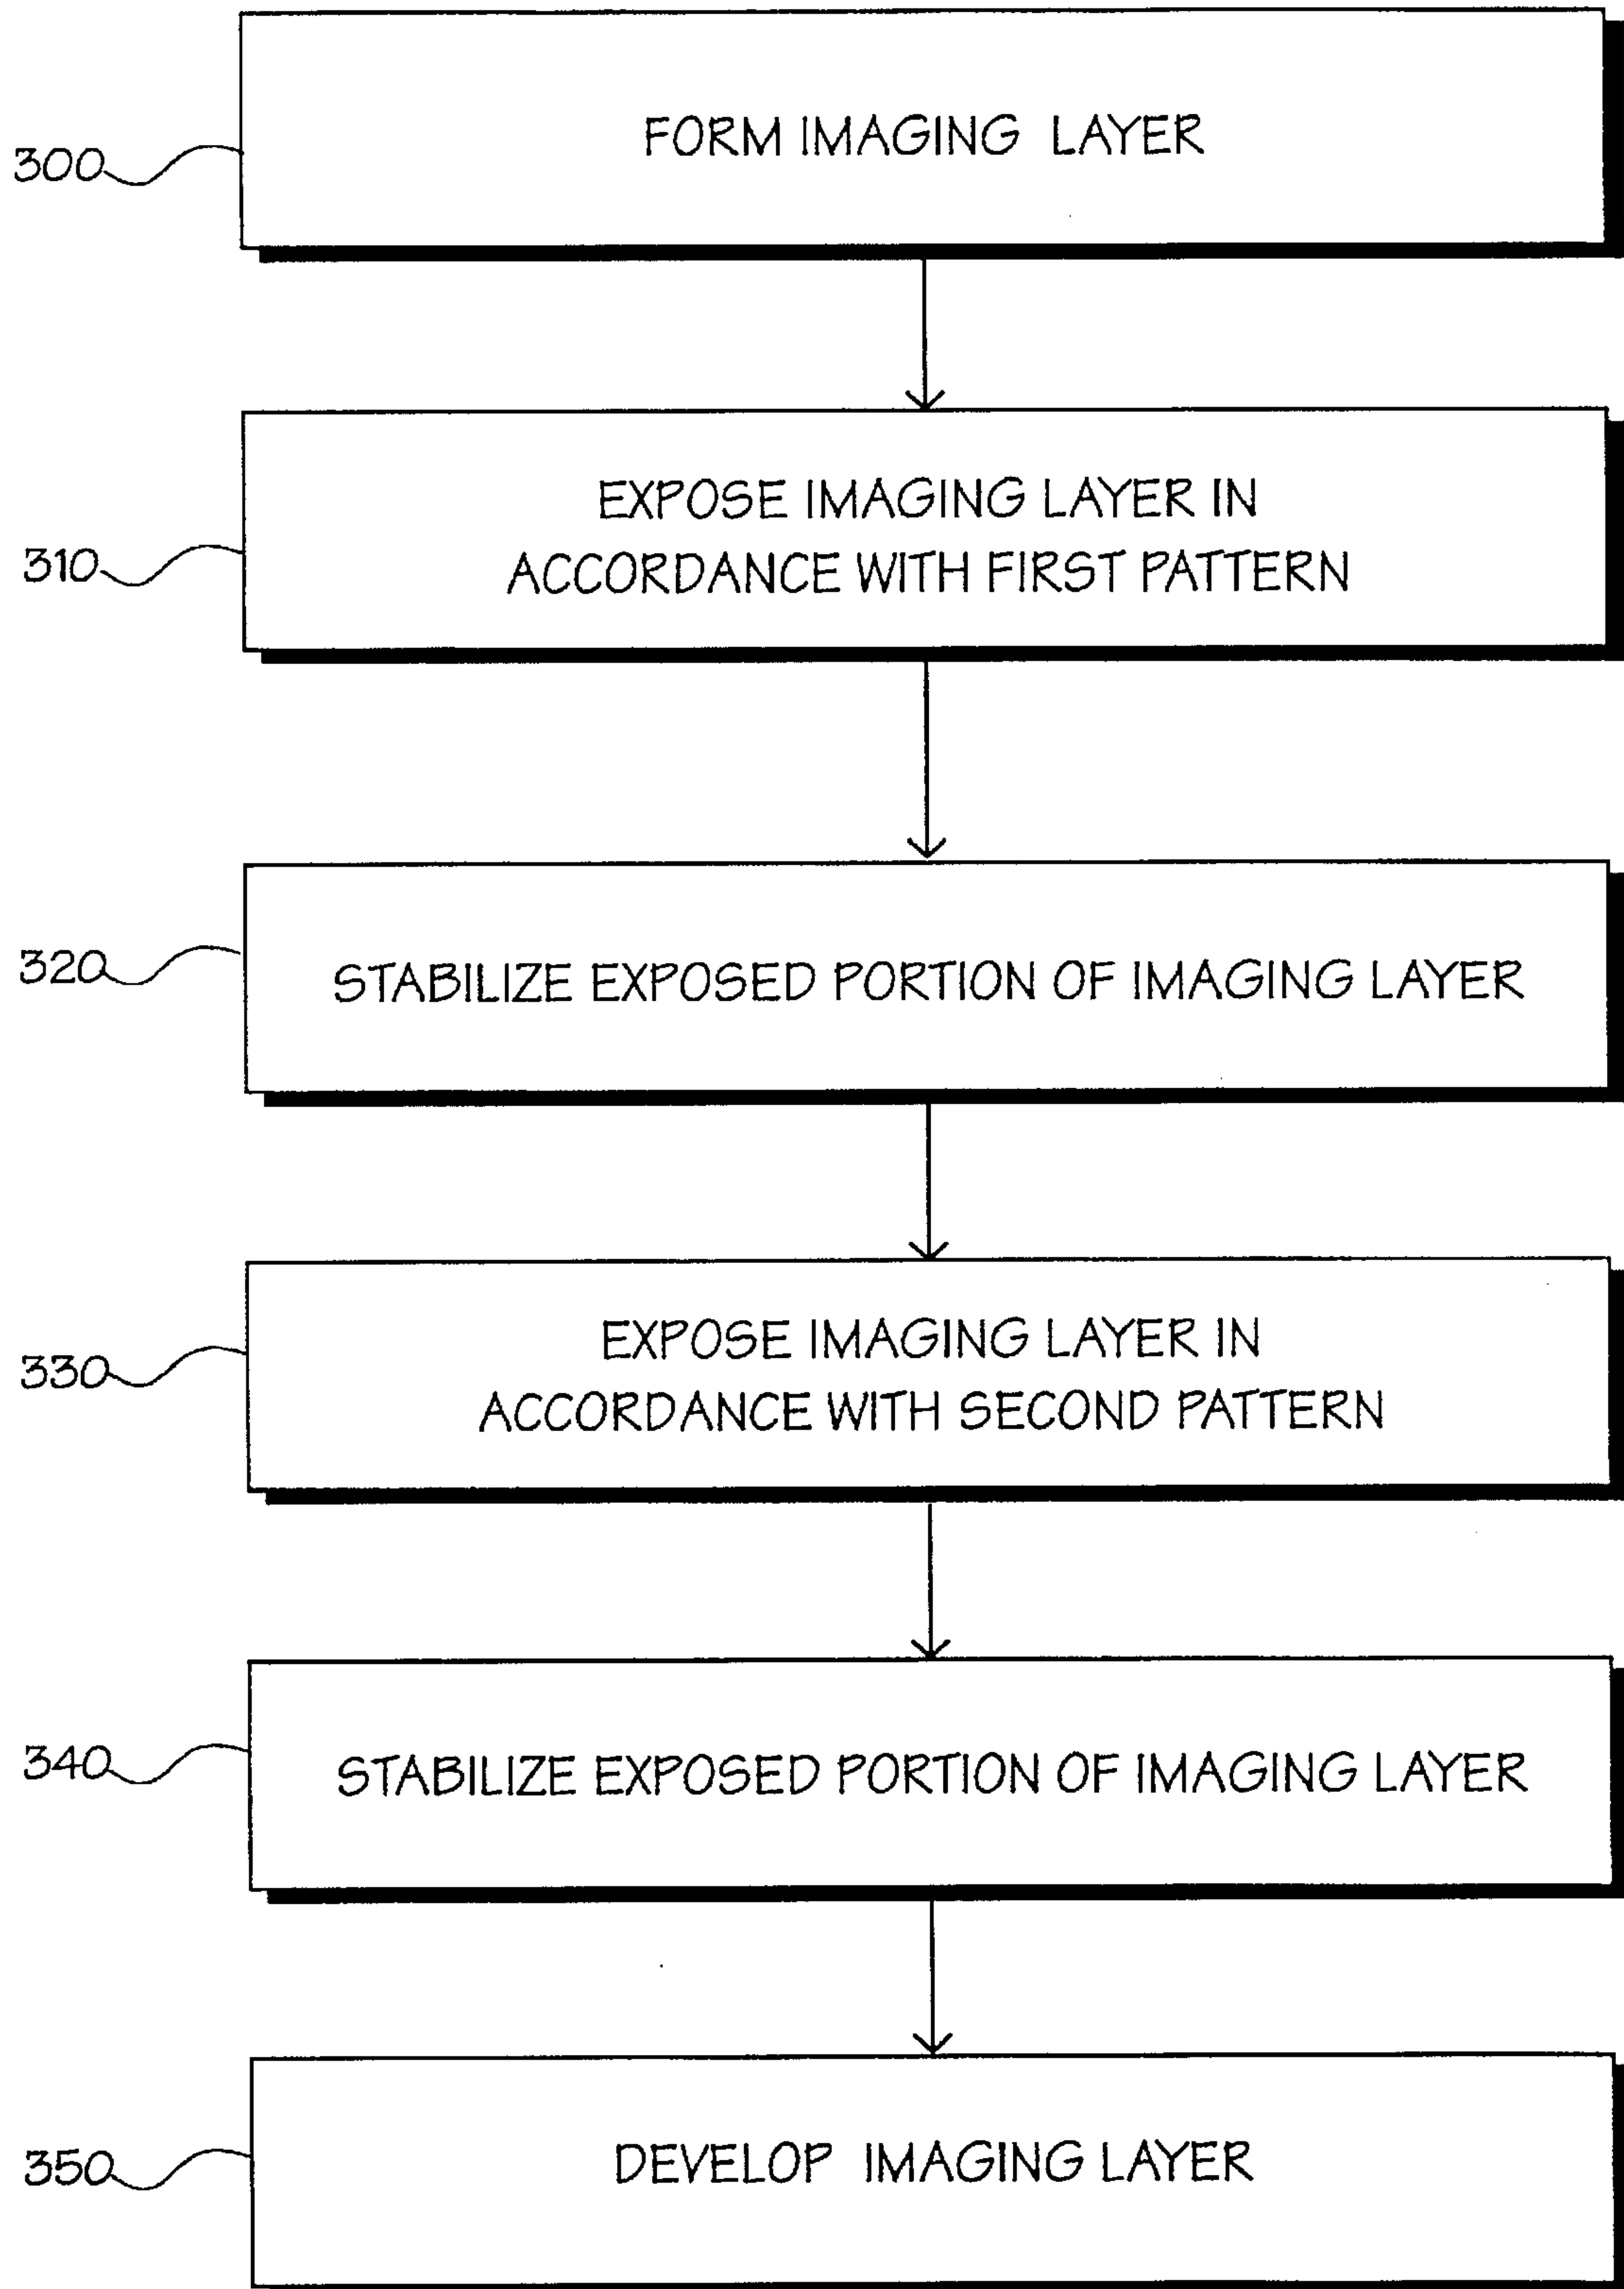 FORM IMAGING LAYER
300
EXPOSE IMAGING LAYER IN
ACCORDANCE WITH FIRST PATTERN
310
STABILIZE EXPOSED PORTION OF IMAGING LAYER
320
EXPOSE IMAGING LAYER IN
ACCORDANCE WITH SECOND PATTERN
330
STABILIZE EXPOSED PORTION OF IMAGING LAYER
340
DEVELOP IMAGING LAYER
350